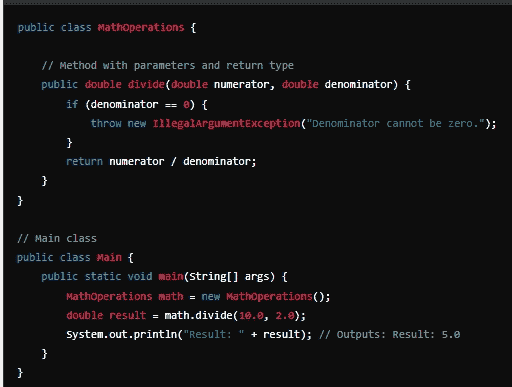 public class MathOperations {
    // Method with parameters and return type
    public double divide(double numerator, double denominator) {
        if (denominator == 0) {
            throw new IllegalArgumentException("Denominator cannot be zero.");
        }
        return numerator / denominator;
    }
}
// Main class
public class Main {
    public static void main(String[] args) {
        MathOperations math = new MathOperations();
        double result = math.divide(10.0, 2.0);
        System.out.println("Result: " + result); // Outputs: Result: 5.0
    }
}